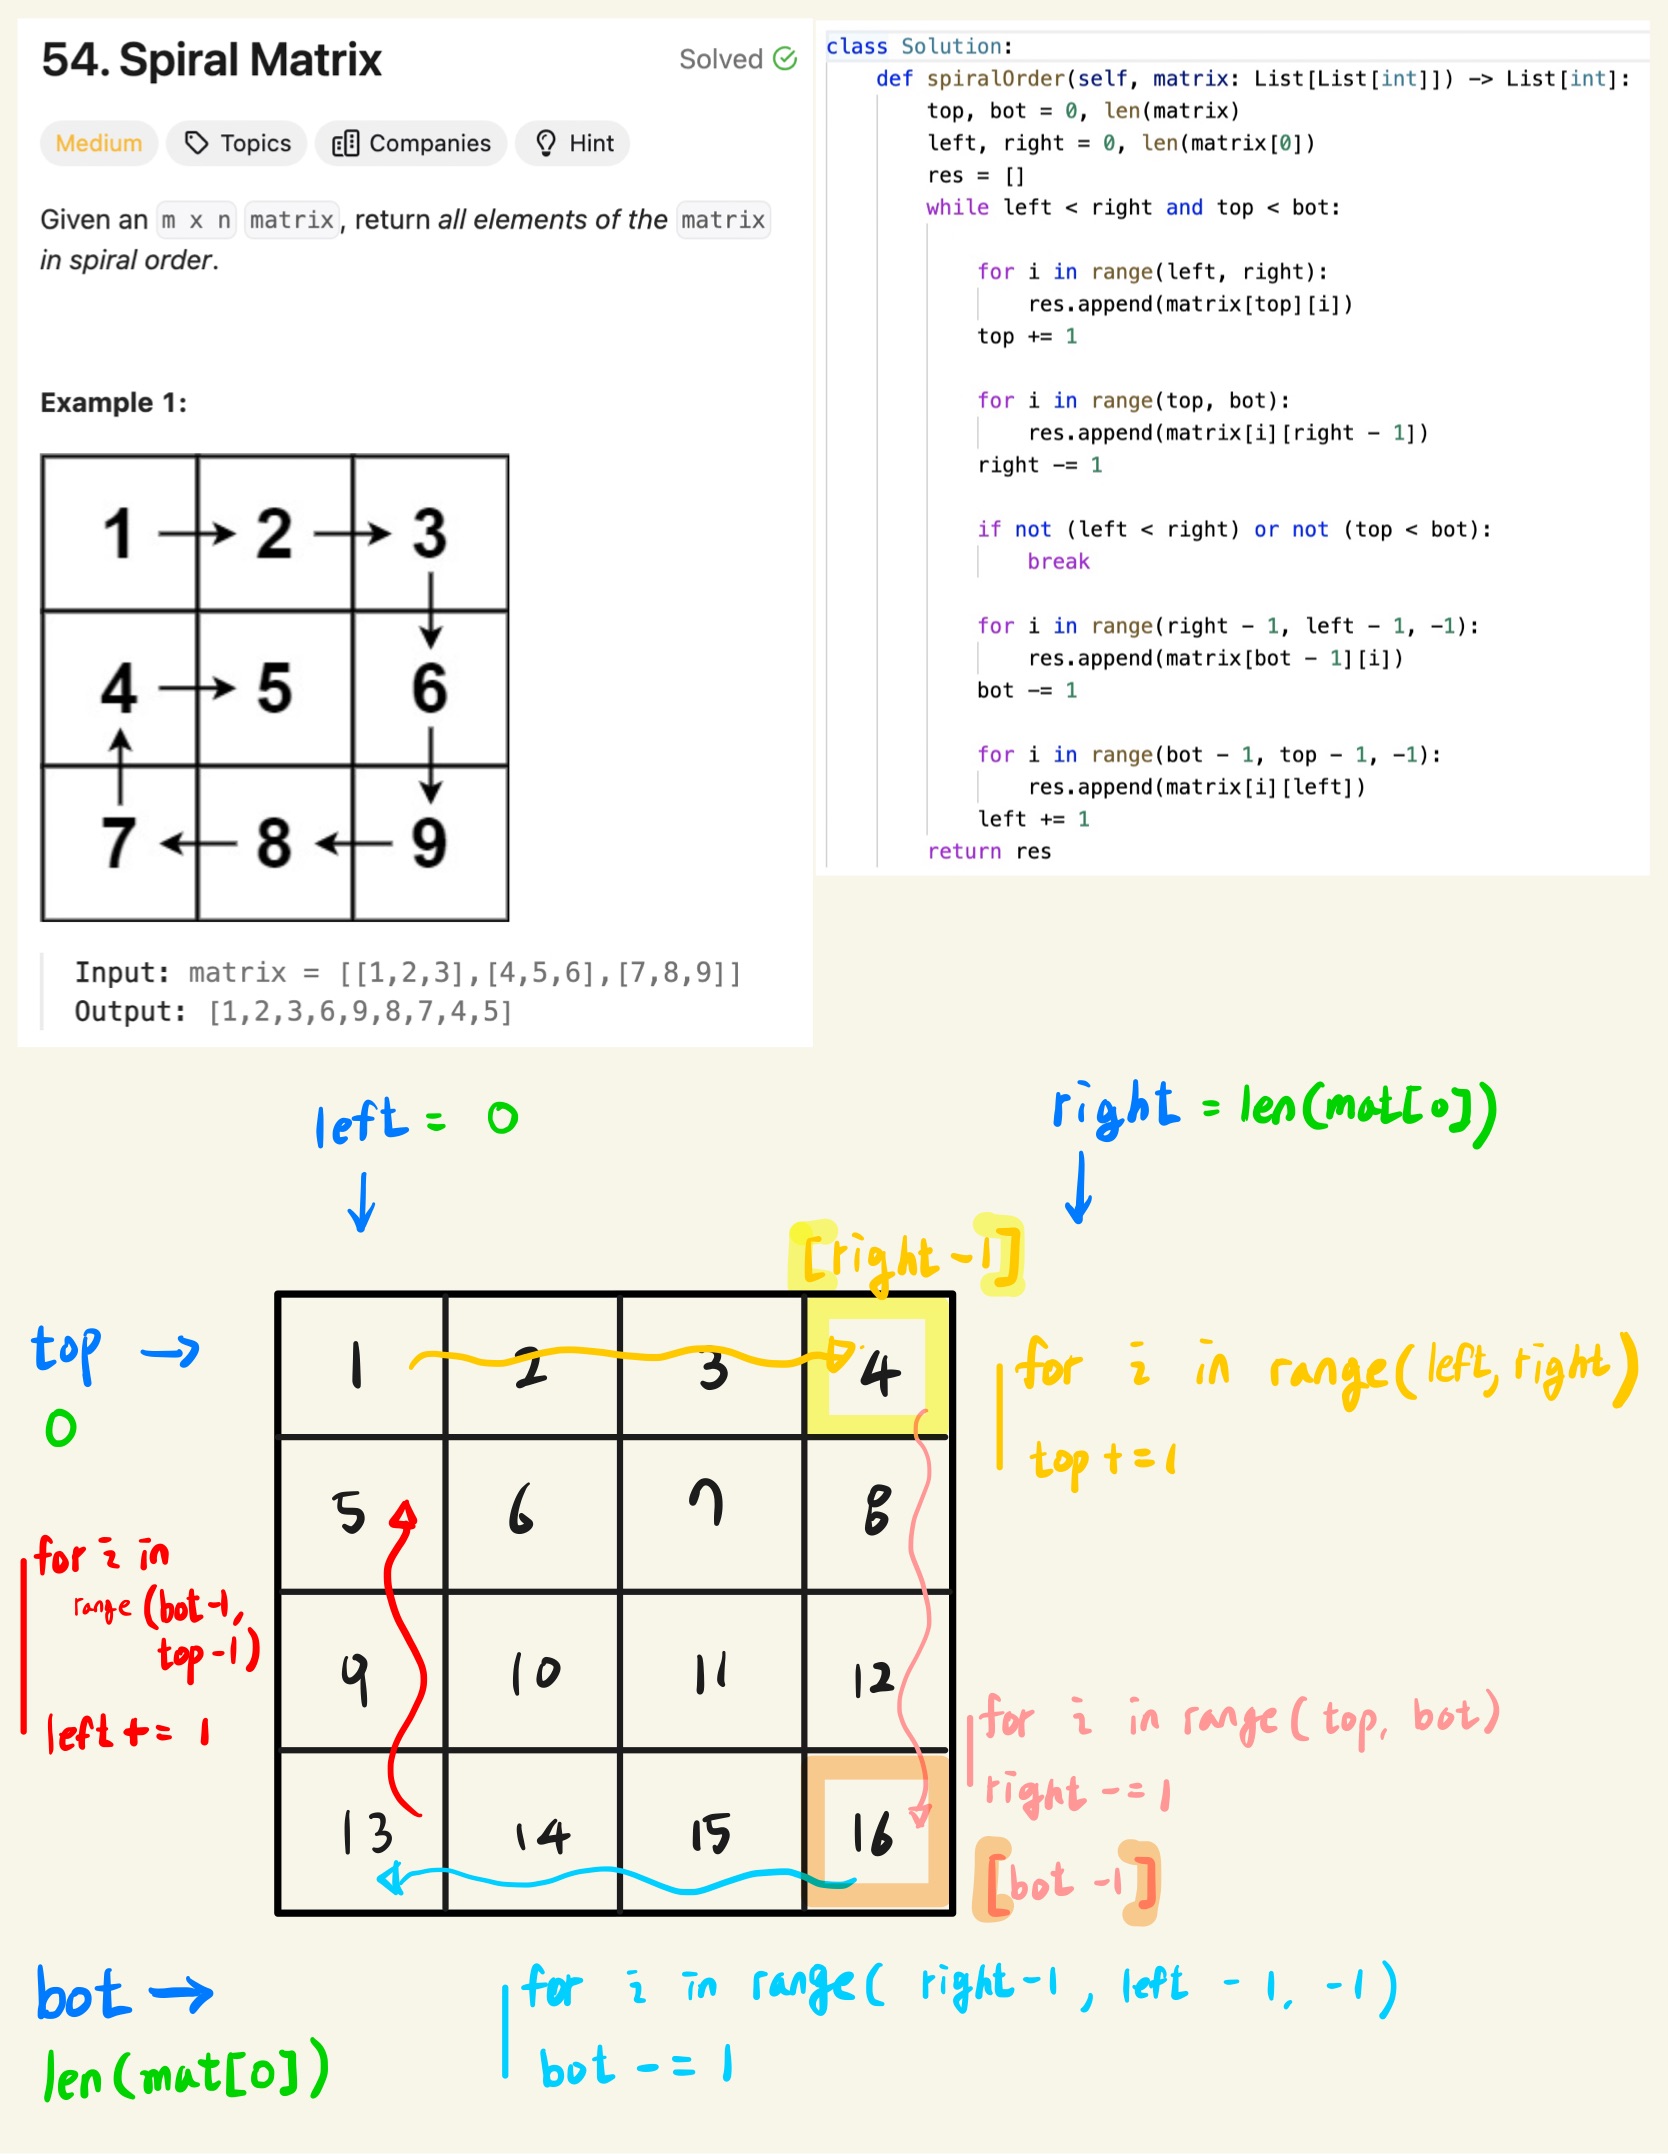 54. Spiral Matrix
Solved
Medium Topics Companies Hint
Given an m x n matrix, return all elements of the matrix
in spiral order.
Example 1:
1 2 3
4 5 6
7 8 9
Input: matrix = [[1,2,3],[4,5,6],[7,8,9]]
Output: [1,2,3,6,9,8,7,4,5]
class Solution:
def spiralOrder(self, matrix: List[List[int]]) -> List[int]:
top, bot = 0, len(matrix)
left, right = 0, len(matrix[0])
res = []
while left < right and top < bot:
for i in range(left, right):
res.append(matrix[top][i])
top += 1
for i in range(top, bot):
res.append(matrix[i][right - 1])
right -= 1
if not (left < right) or not (top < bot):
break
for i in range(right - 1, left - 1, -1):
res.append(matrix[bot - 1][i])
bot -= 1
for i in range(bot - 1, top - 1, -1):
res.append(matrix[i][left])
left += 1
return res
left = 0
right = len(mat[0])
[right -1]
top
0
1 2 3 4
5 6 7 8
9 10 11 12
13 14 15 16
for i in range(left, right)
top += 1
for i in
range (bot-1,
top -1)
left += 1
for i in range(top, bot)
right -= 1
[bot -1]
bot
len(mat[0])
for i in range( right-1, left - 1, -1)
bot -= 1